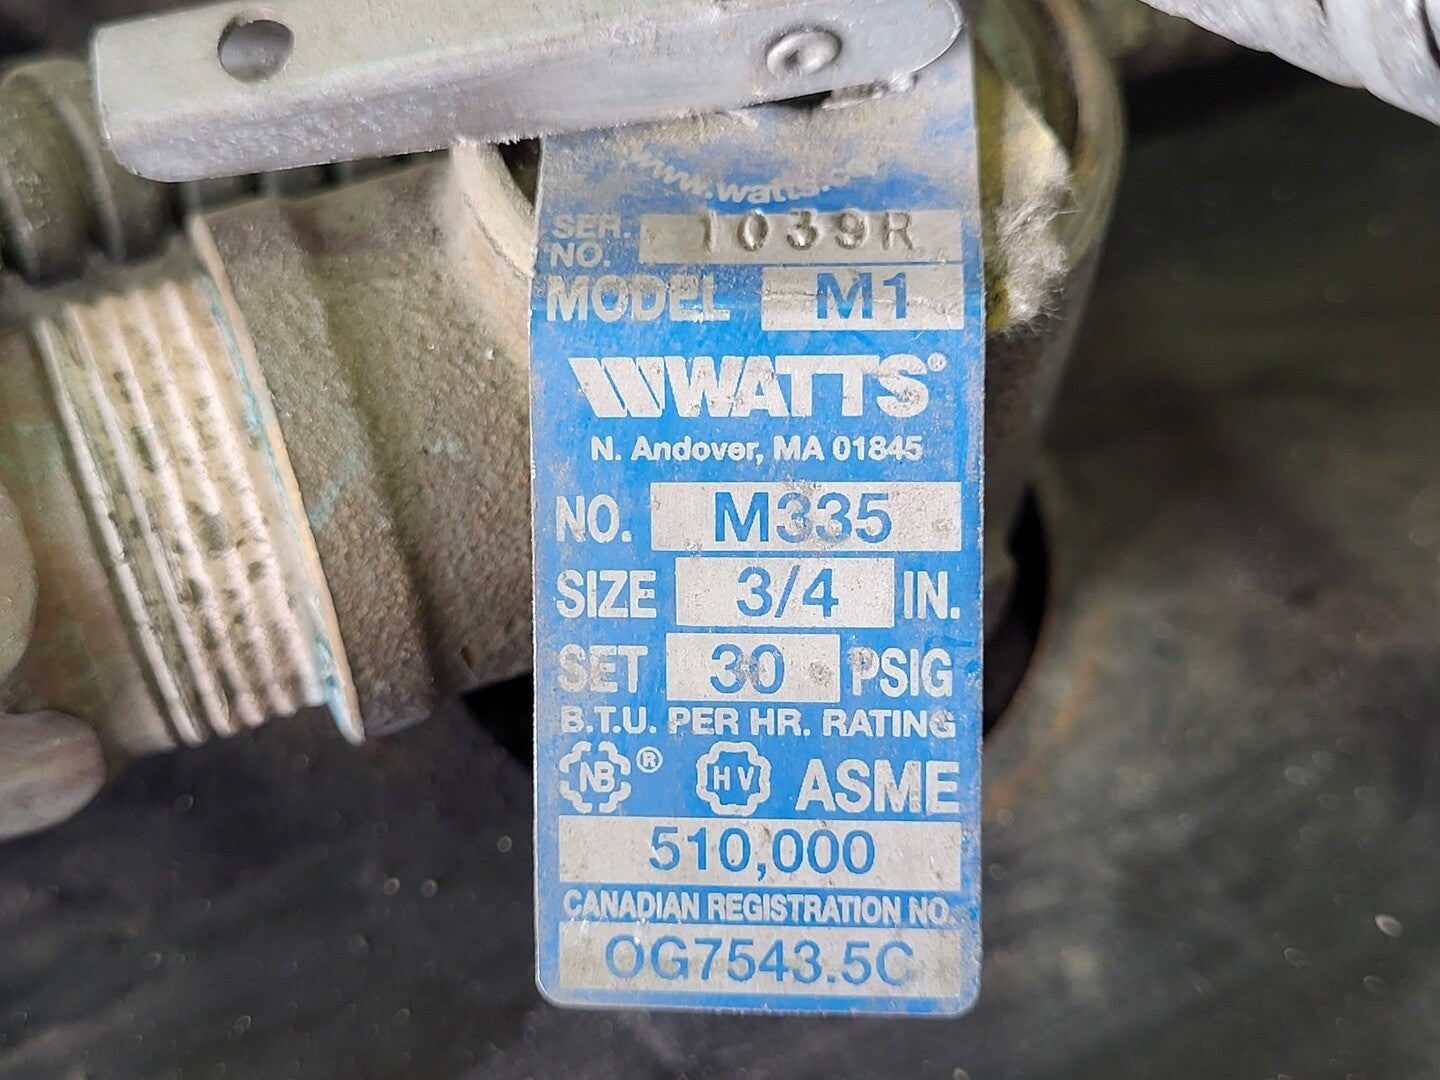 www.watts.com
SER. NO. 1039R
MODEL M1
WATTS®
N. Andover, MA 01845
NO. M335
SIZE 3/4 IN.
SET 30 PSIG
B.T.U. PER HR. RATING
NB® HV ASME
510,000
CANADIAN REGISTRATION NO.
OG7543.5C